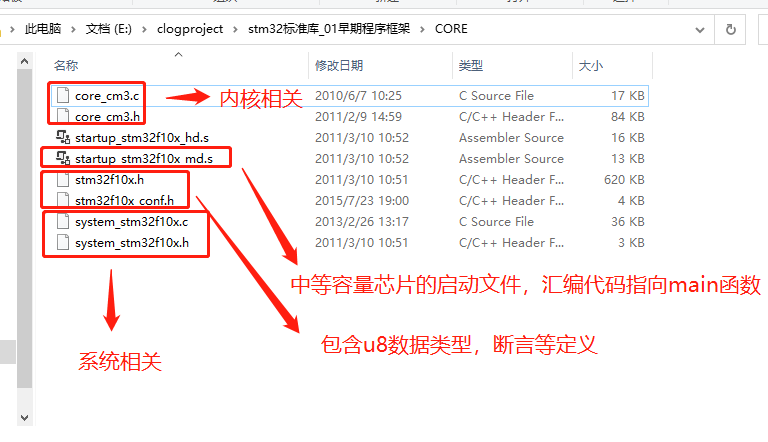 此电脑 > 文档 (E:) > clogproject > stm32标准库_01早期程序框架 > CORE
名称 修改日期 类型 大小
core_cm3.c 2010/6/7 10:25 C Source File 17 KB
core_cm3.h 2011/2/9 14:59 C/C++ Header F... 84 KB
startup_stm32f10x_hd.s 2011/3/10 10:52 Assembler Source 16 KB
startup_stm32f10x_md.s 2011/3/10 10:52 Assembler Source 13 KB
stm32f10x.h 2011/3/10 10:51 C/C++ Header F... 620 KB
stm32f10x_conf.h 2015/7/23 19:00 C/C++ Header F... 4 KB
system_stm32f10x.c 2013/2/26 13:17 C Source File 36 KB
system_stm32f10x.h 2011/3/10 10:51 C/C++ Header F... 3 KB
内核相关
中等容量芯片的启动文件，汇编代码指向main函数
包含u8数据类型，断言等定义
系统相关